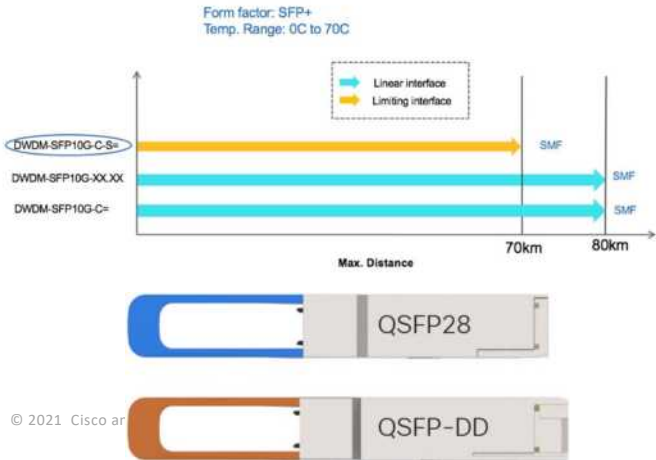 Form factor: SFP+
Temp. Range: 0C to 70C
Linear interface
Limiting interface
DWDM-SFP10G-C-S=
SMF
DWDM-SFP10G-XX.XX
SMF
DWDM-SFP10G-C=
SMF
70km
80km
Max. Distance
QSFP28
© 2021 Cisco
QSFP-DD